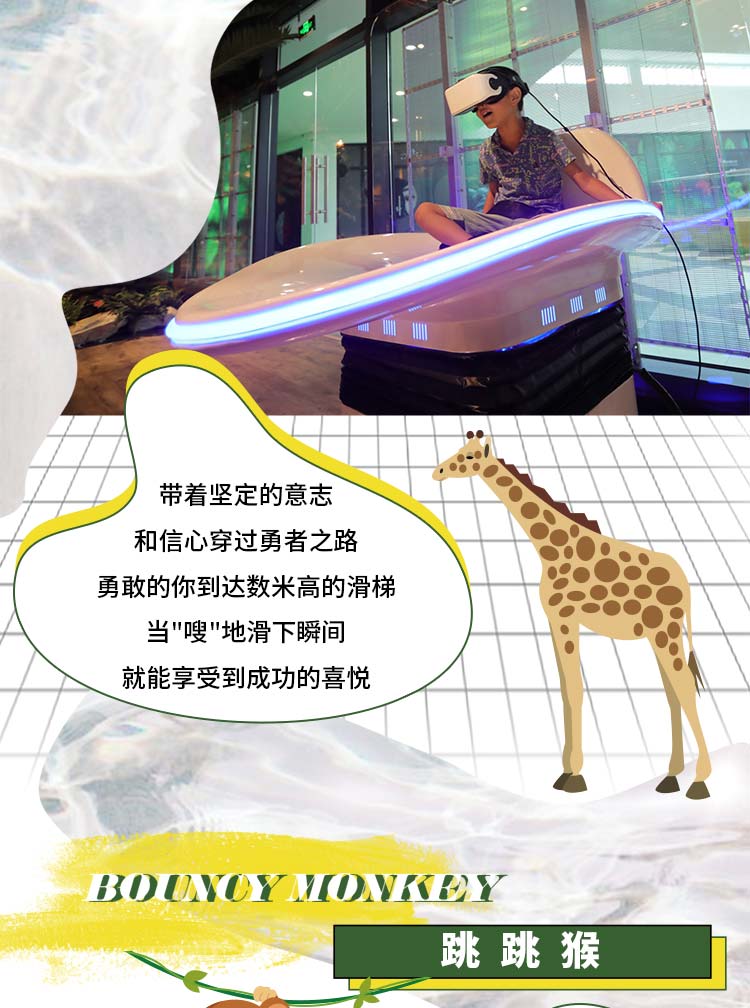 带着坚定的意志
和信心穿过勇者之路
勇敢的你到达数米高的滑梯
当"嗖"地滑下瞬间
就能享受到成功的喜悦
BOUNCY MONKEY
跳跳猴